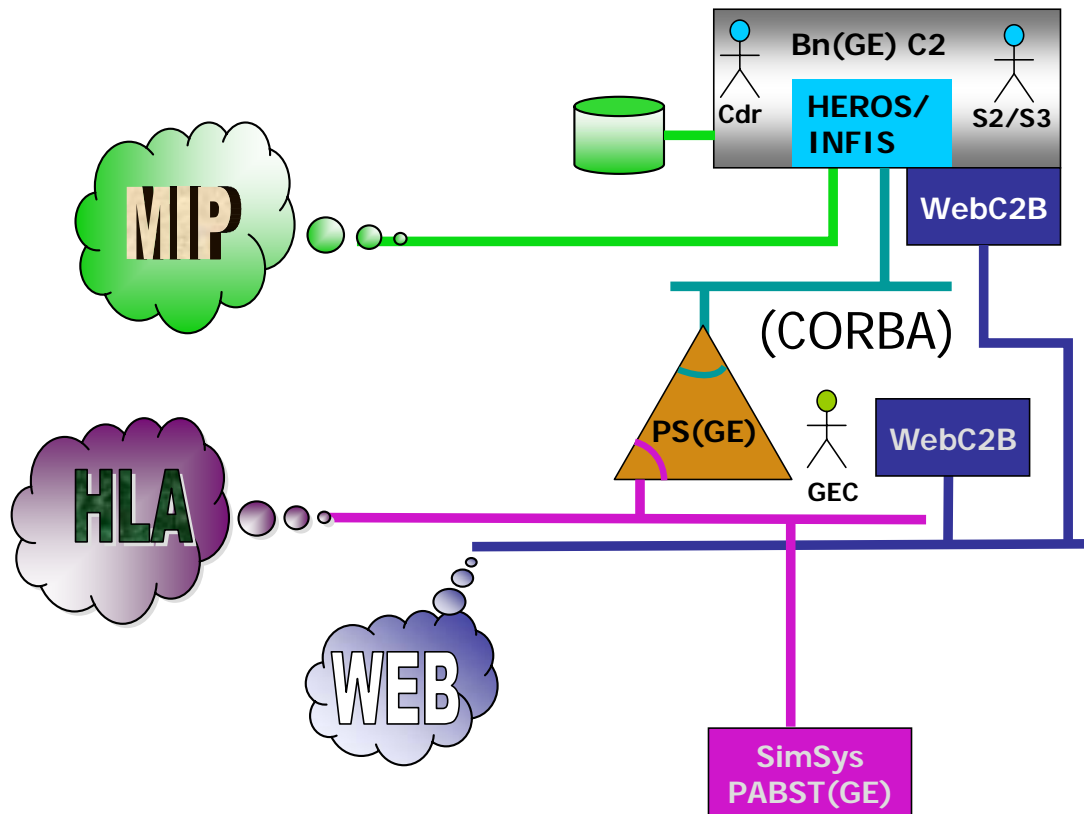 Bn(GE) C2
Cdr
HEROS/
INFIS
S2/S3
WebC2B
MIP
(CORBA)
PS(GE)
GEC
WebC2B
HLA
WEB
SimSys
PABST(GE)